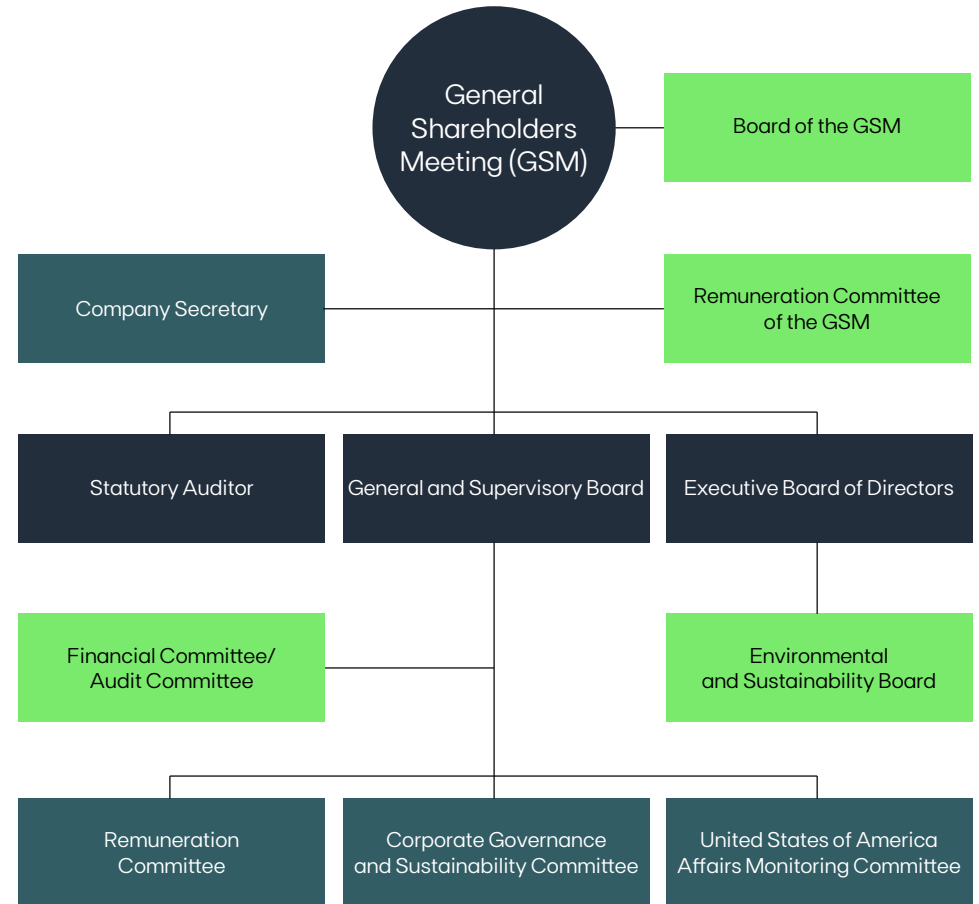 General
Shareholders
Meeting (GSM)
Board of the GSM
Company Secretary
Remuneration Committee
of the GSM
Statutory Auditor
General and Supervisory Board
Executive Board of Directors
Financial Committee/
Audit Committee
Environmental
and Sustainability Board
Remuneration
Committee
Corporate Governance
and Sustainability Committee
United States of America
Affairs Monitoring Committee